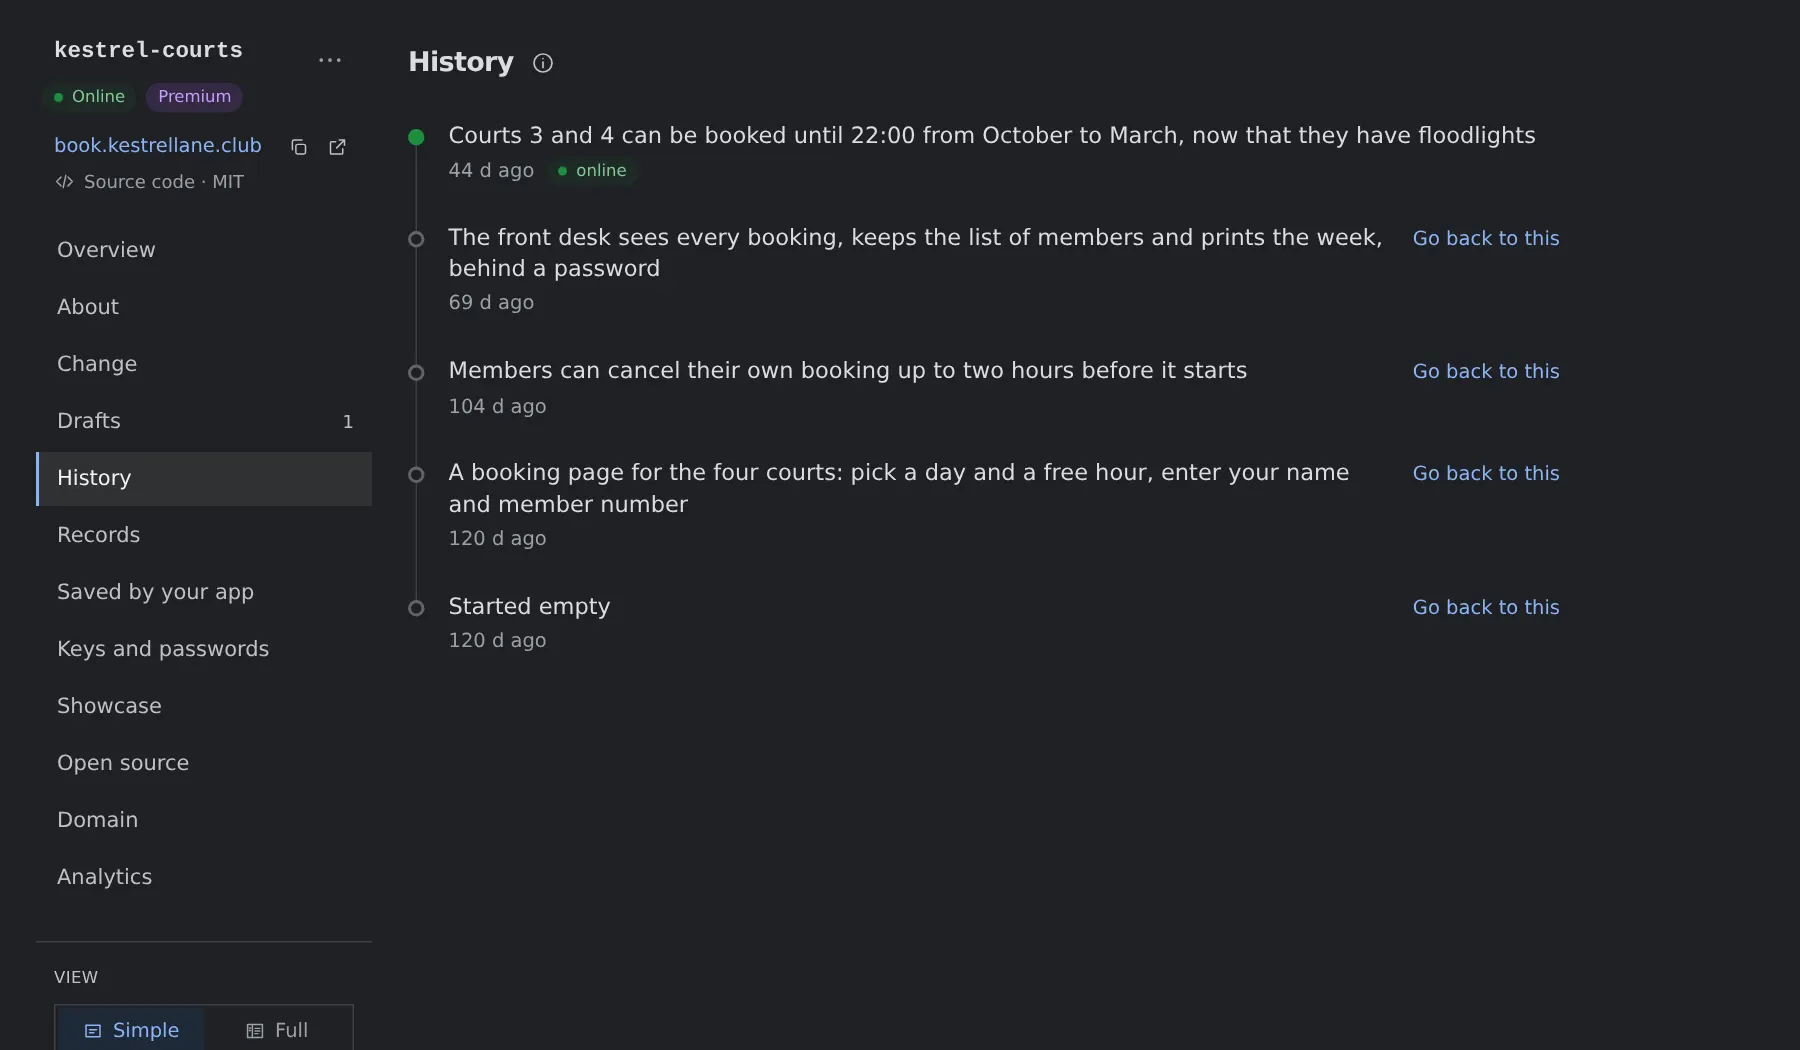 kestrel-courts
Online
Premium
book.kestrellane.club
Source code · MIT
Overview
About
Change
Drafts 1
History
Records
Saved by your app
Keys and passwords
Showcase
Open source
Domain
Analytics
VIEW
Simple
Full
History
Courts 3 and 4 can be booked until 22:00 from October to March, now that they have floodlights
44 d ago online
The front desk sees every booking, keeps the list of members and prints the week, Go back to this
behind a password
69 d ago
Members can cancel their own booking up to two hours before it starts Go back to this
104 d ago
A booking page for the four courts: pick a day and a free hour, enter your name Go back to this
and member number
120 d ago
Started empty Go back to this
120 d ago